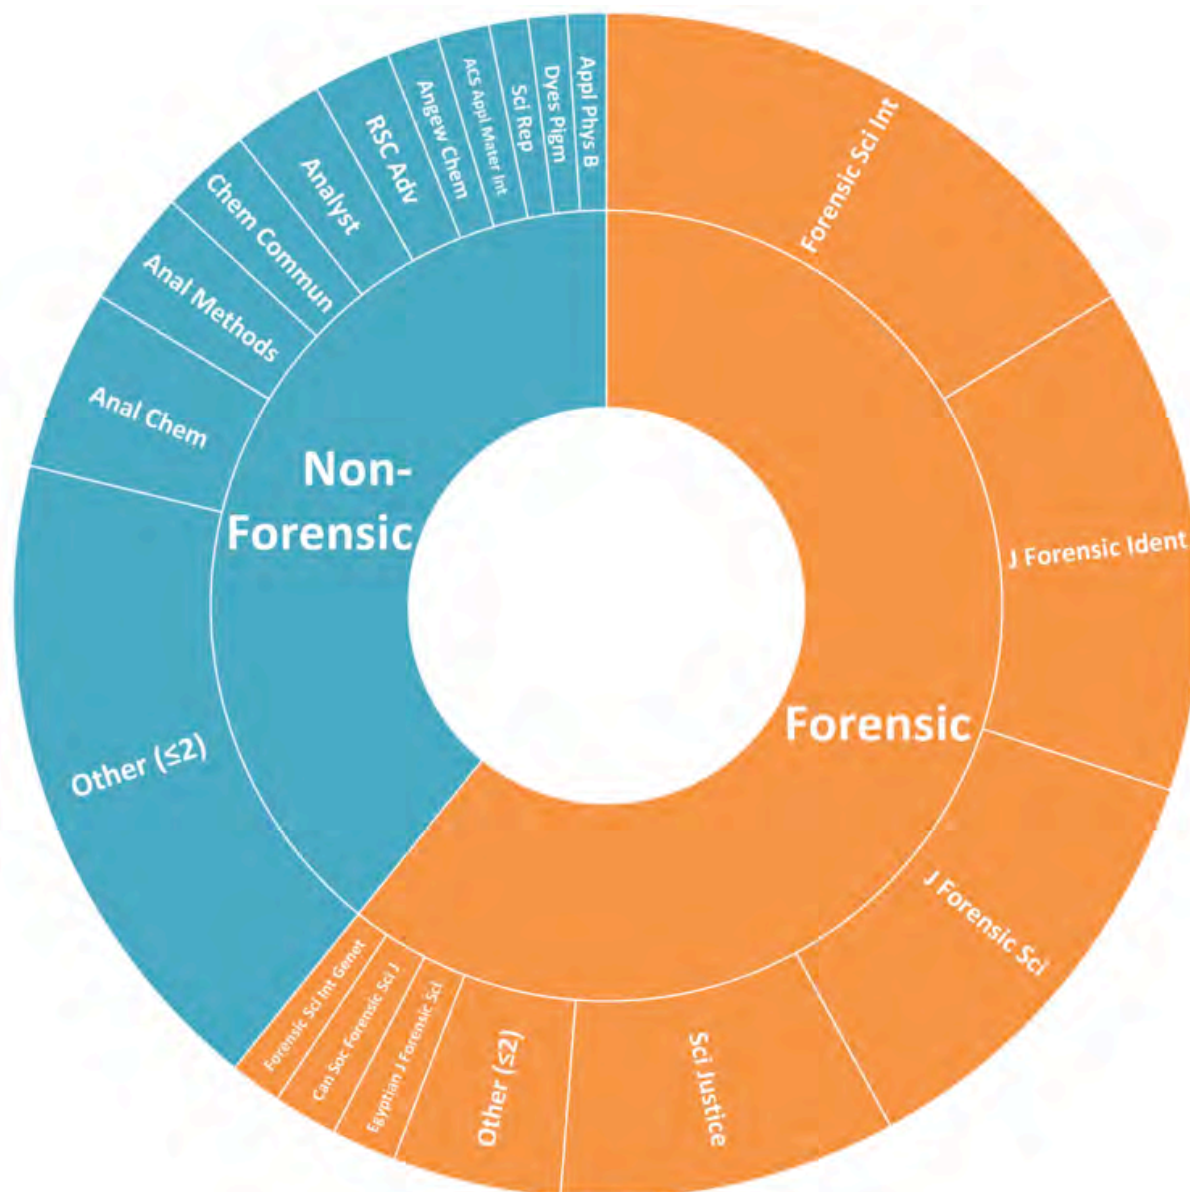 Non-
Forensic
Forensic
Forensic Sci Int
J Forensic Ident
J Forensic Sci
Sci Justice
Other (≤2)
Egyptian J Forensic Sci
Can Soc Forensic Sci J
Forensic Sci Int Genet
Other (≤2)
Anal Chem
Anal Methods
Chem Commun
Analyst
RSC Adv
Angew Chem
ACS Appl Mater Int
Sci Rep
Dyes Pigm
Appl Phys B